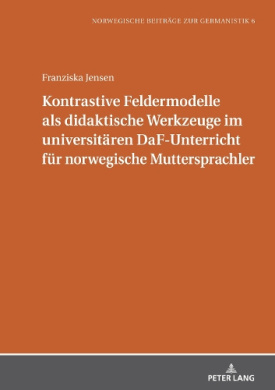 NORWEGISCHE BEITRÄGE ZUR GERMANISTIK 6
Franziska Jensen
Kontrastive Feldermodelle
als didaktische Werkzeuge im
universitären DaF-Unterricht
für norwegische Muttersprachler
PETER LANG